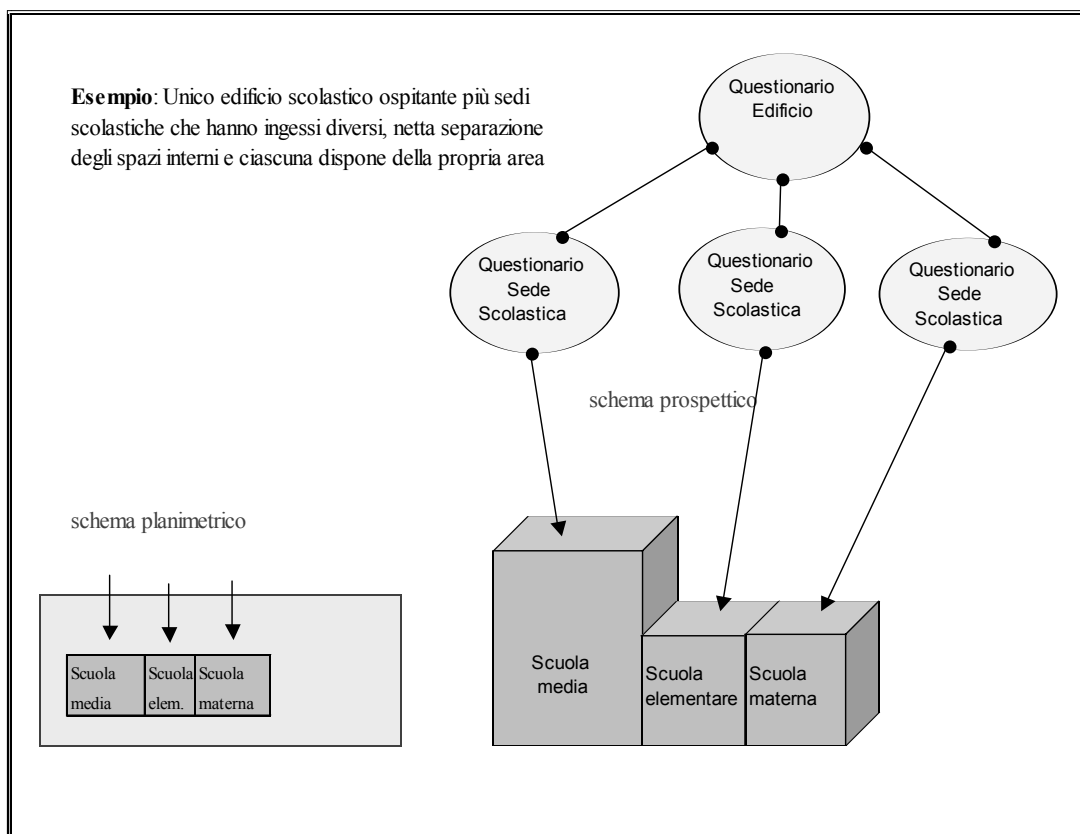 Esempio: Unico edificio scolastico ospitante più sedi
scolastiche che hanno ingessi diversi, netta separazione
degli spazi interni e ciascuna dispone della propria area
Questionario
Edificio
Questionario
Sede
Scolastica
Questionario
Sede
Scolastica
Questionario
Sede
Scolastica
schema prospettico
schema planimetrico
Scuola
media
Scuola
elem.
Scuola
materna
Scuola
media
Scuola
elementare
Scuola
materna